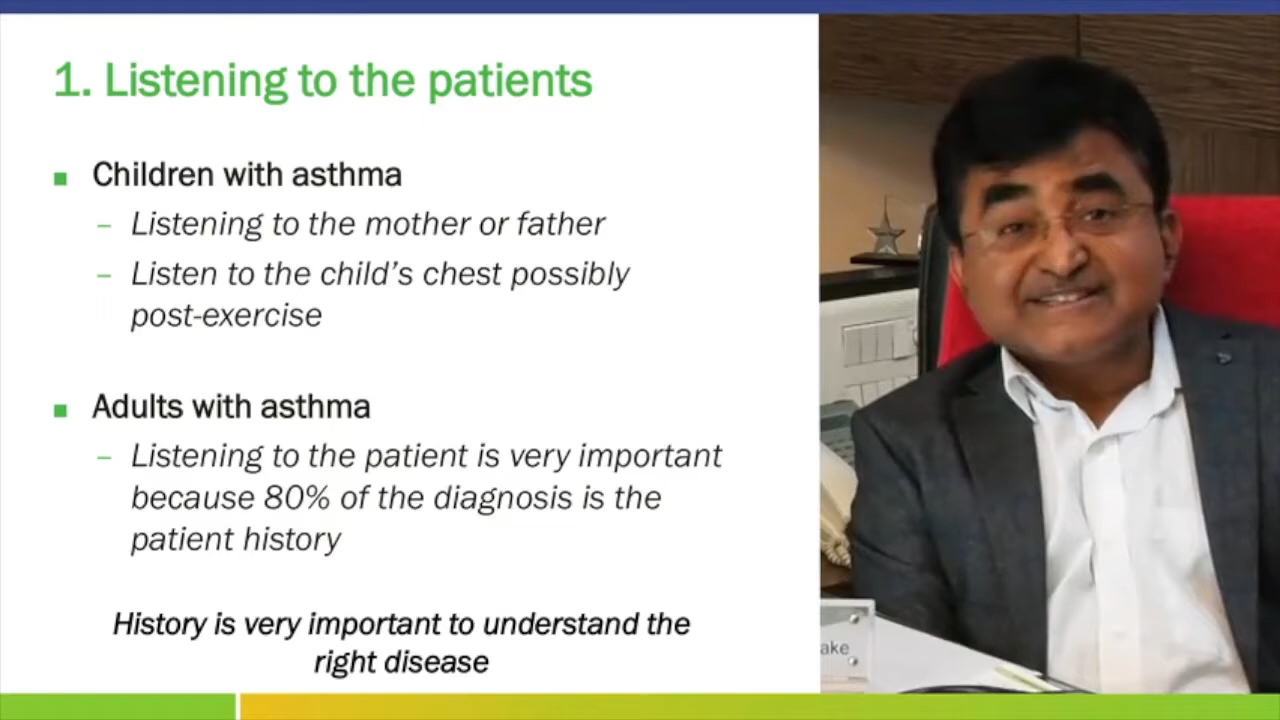 1. Listening to the patients
■ Children with asthma
– Listening to the mother or father
– Listen to the child's chest possibly
post-exercise
■ Adults with asthma
– Listening to the patient is very important
because 80% of the diagnosis is the
patient history
History is very important to understand the
right disease
ake